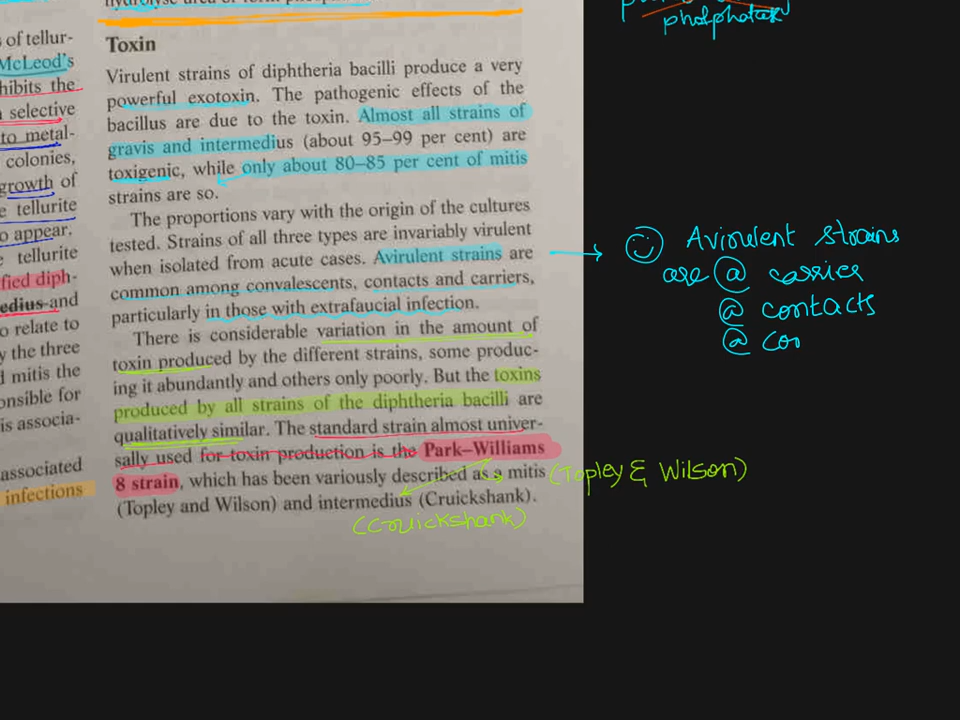 hydrolyse urea or form phosp
phosphatase
s of tellur-
McLeod's
hibits the
selective
to metal-
colonies,
growth of
e tellurite
o appear.
e tellurite
fied diph-
edius and
o relate to
y the three
d mitis the
onsible for
is associa-
associated
infections
Toxin
Virulent strains of diphtheria bacilli produce a very
powerful exotoxin. The pathogenic effects of the
bacillus are due to the toxin. Almost all strains of
gravis and intermedius (about 95–99 per cent) are
toxigenic, while only about 80–85 per cent of mitis
strains are so.
The proportions vary with the origin of the cultures
tested. Strains of all three types are invariably virulent
when isolated from acute cases. Avirulent strains are
common among convalescents, contacts and carriers,
particularly in those with extrafaucial infection.
There is considerable variation in the amount of
toxin produced by the different strains, some produc-
ing it abundantly and others only poorly. But the toxins
produced by all strains of the diphtheria bacilli are
qualitatively similar. The standard strain almost univer-
sally used for toxin production is the Park–Williams
8 strain, which has been variously described as a mitis
(Topley and Wilson) and intermedius (Cruickshank).
(Topley & Wilson)
(Cruickshank)
Avirulent strains
are @ carrier
@ contacts
@ con